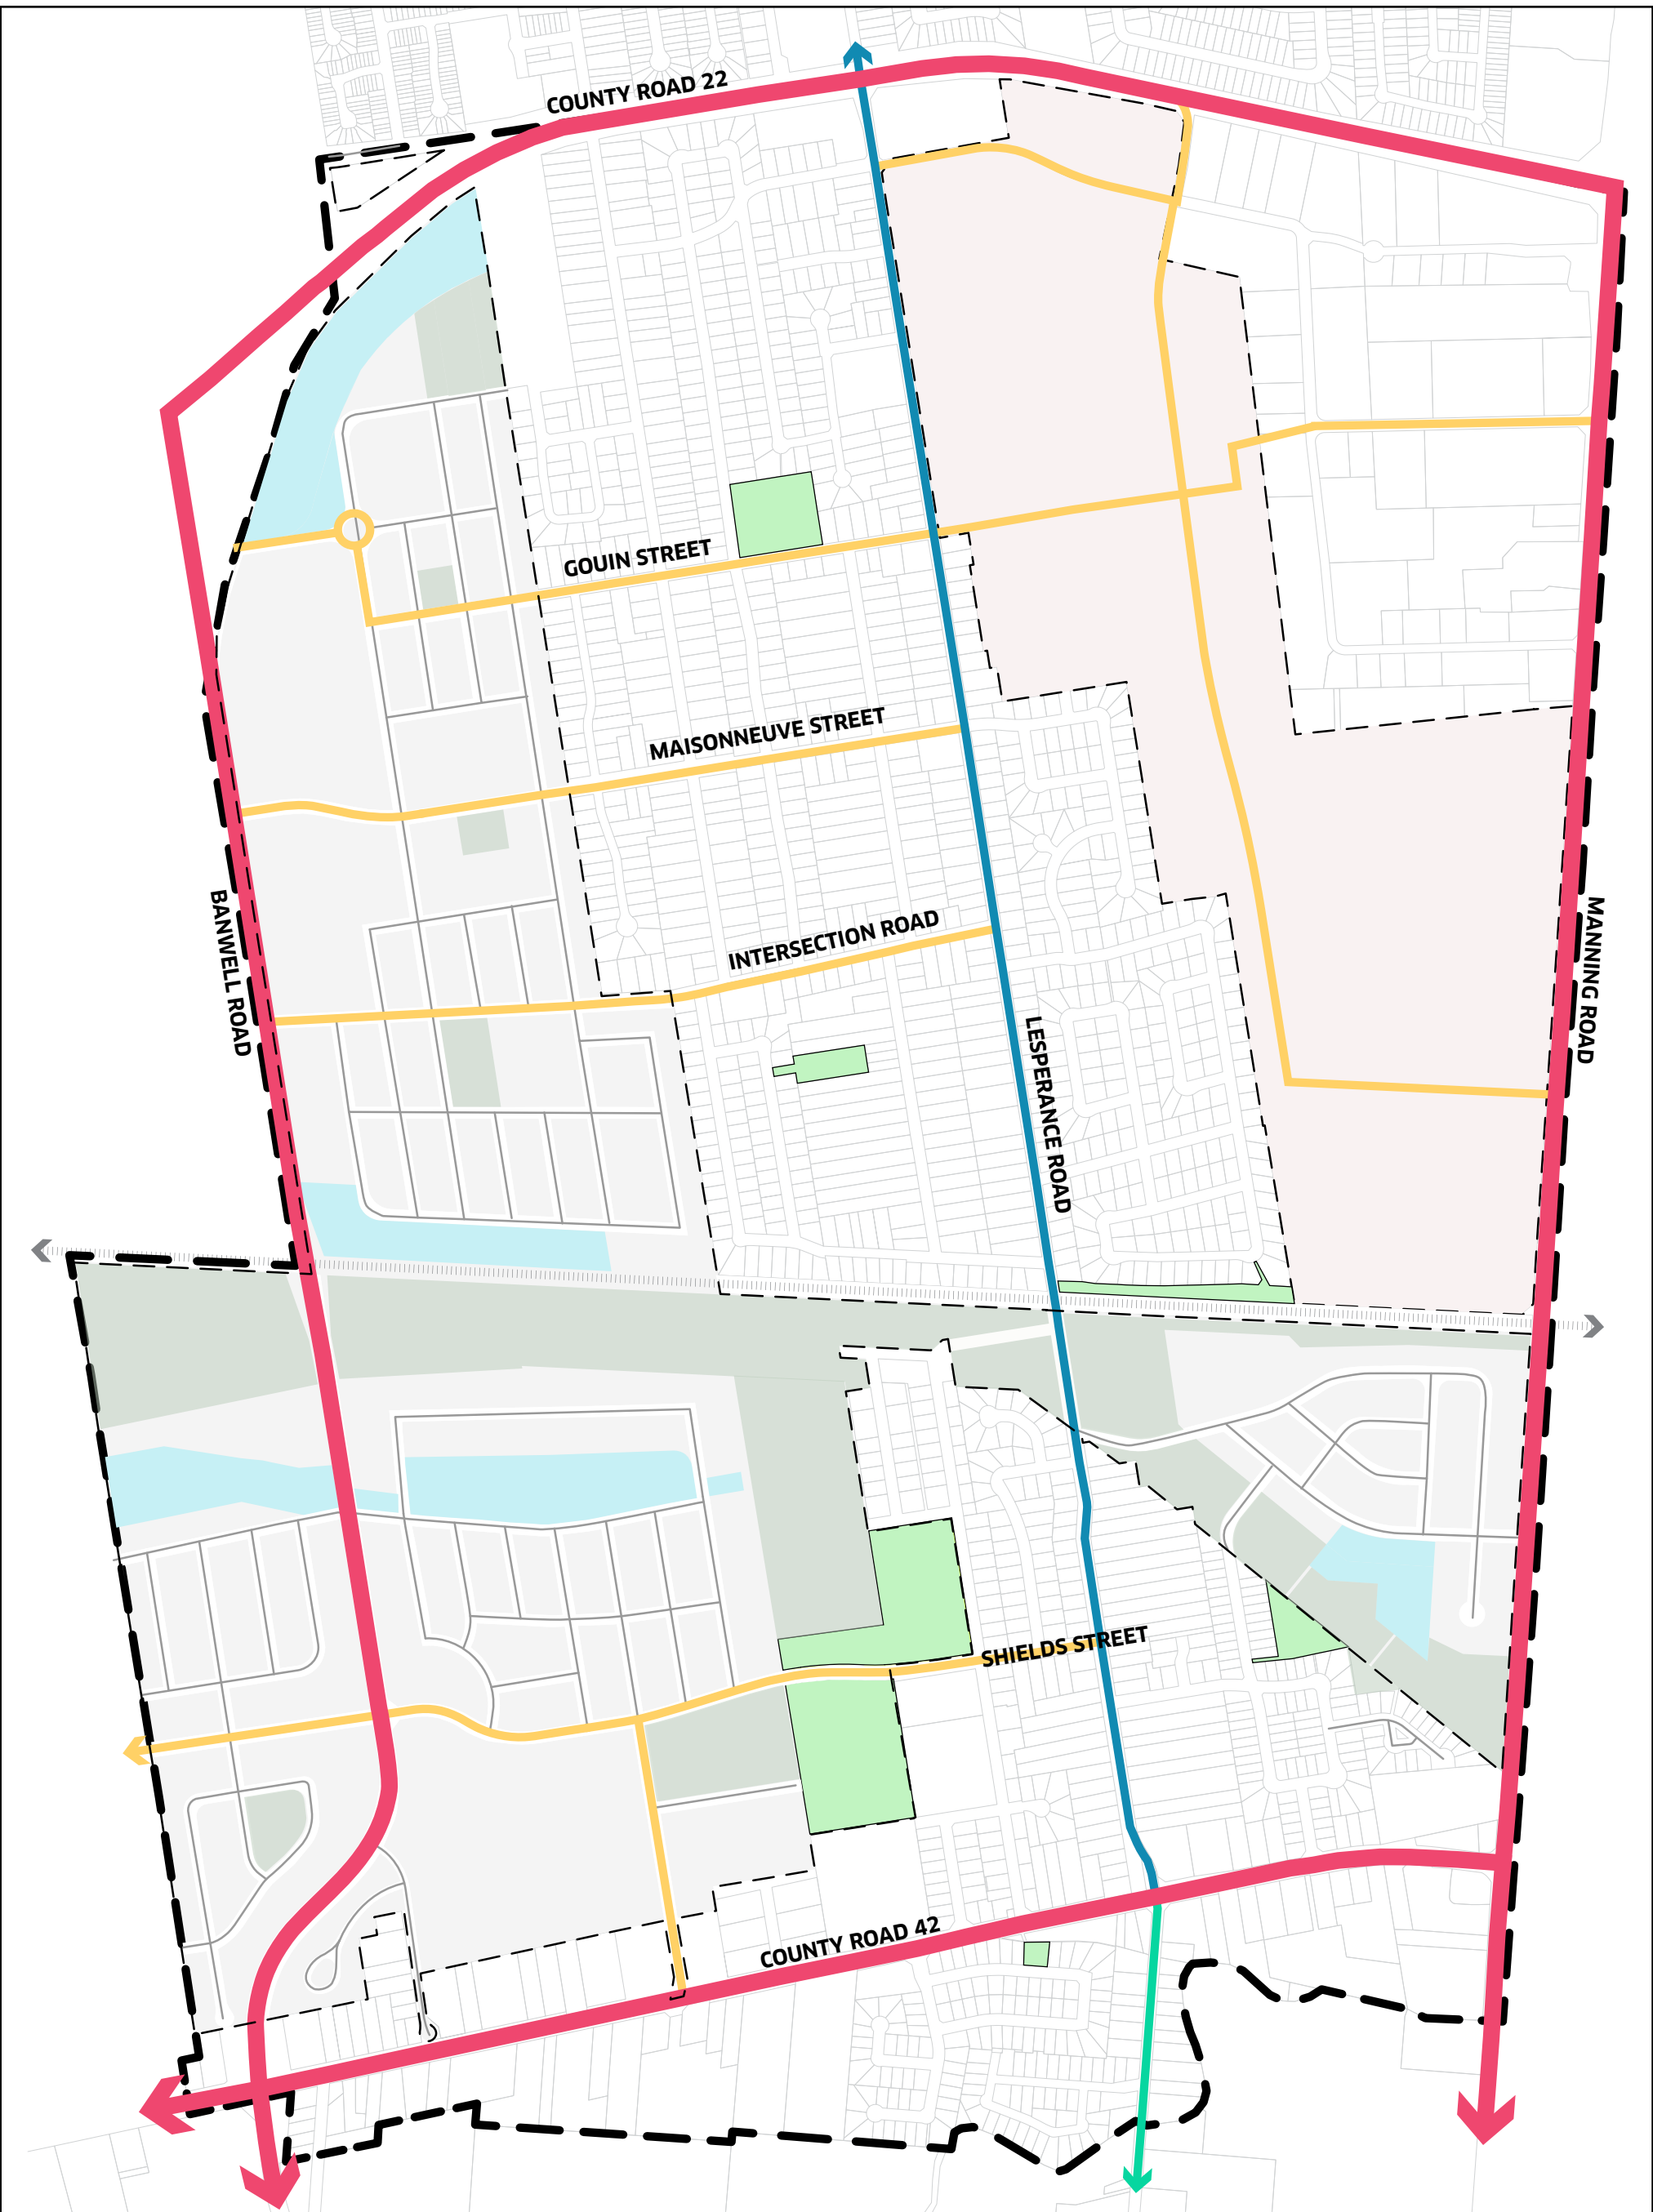 COUNTY ROAD 22
GOUIN STREET
MAISONNEUVE STREET
BANWELL ROAD
INTERSECTION ROAD
MANNING ROAD
LESPERANCE ROAD
SHIELDS STREET
COUNTY ROAD 42